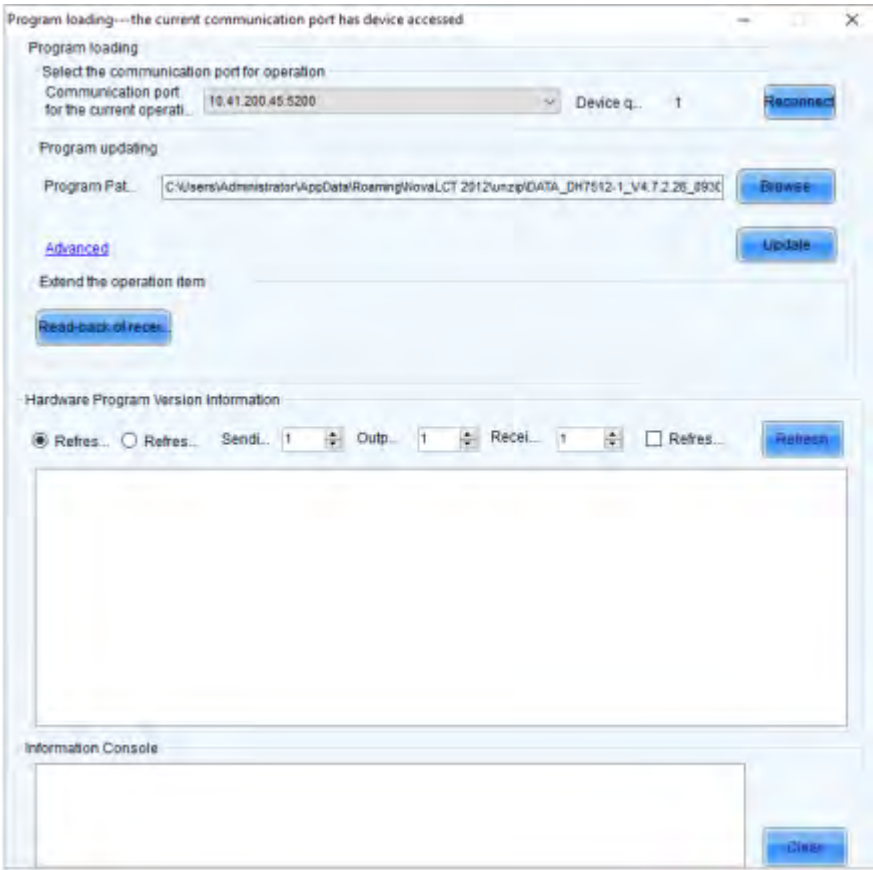 Program loading---the current communication port has device accessed
Program loading
Select the communication port for operation
Communication port
for the current operati...
10.41.200.45:5200
Device q...
1
Reconnect
Program updating
Program Pat...
C:\Users\Administrator\AppData\Roaming\NovaLCT 2012\unzip\DATA_DH7512-1_V4.7.2.26_0930
Browse
Advanced
Update
Extend the operation item
Read-back of recei...
Hardware Program Version Information
Refres... Refres... Sendi... 1 Outp... 1 Recei... 1 Refres... Refresh
Information Console
Clear